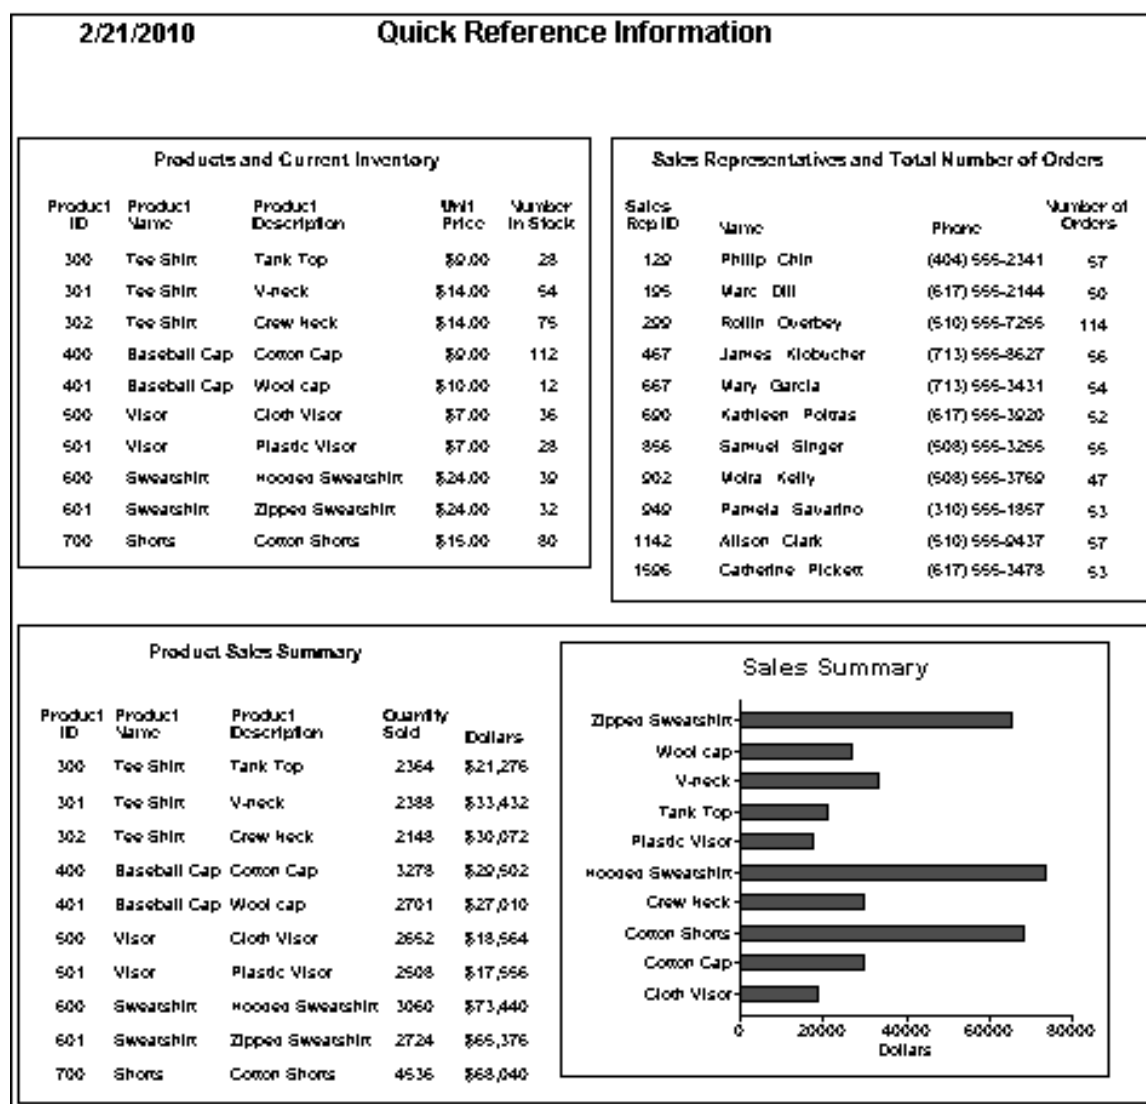 2/21/2010 Quick Reference Information
Products and Current Inventory
Product ID Product Name Product Description Unit Price Number In Stock
300 Tee Shirt Tank Top $9.00 28
301 Tee Shirt V-neck $14.00 54
302 Tee Shirt Crew Neck $14.00 75
400 Baseball Cap Cotton Cap $9.00 112
401 Baseball Cap Wool cap $10.00 12
500 Visor Cloth Visor $7.00 36
501 Visor Plastic Visor $7.00 28
600 Sweatshirt Hooded Sweatshirt $24.00 39
601 Sweatshirt Zipped Sweatshirt $24.00 32
700 Shorts Cotton Shorts $15.00 80
Sales Representatives and Total Number of Orders
Sales Rep ID Name Phone Number of Orders
129 Philip Chin (404) 555-2341 57
195 Marc Dill (617) 555-2144 50
299 Rollin Overbey (510) 555-7255 114
467 James Klobucher (713) 555-8627 56
667 Mary Garcia (713) 555-3431 54
690 Kathleen Poitras (617) 555-3920 52
856 Samuel Singer (508) 555-3255 55
902 Moira Kelly (508) 555-3769 47
949 Pamela Savarino (310) 555-1857 53
1142 Alison Clark (510) 555-9437 57
1596 Catherine Pickett (617) 555-3478 53
Product Sales Summary
Product ID Product Name Product Description Quantity Sold Dollars
300 Tee Shirt Tank Top 2364 $21,276
301 Tee Shirt V-neck 2388 $33,432
302 Tee Shirt Crew Neck 2148 $30,072
400 Baseball Cap Cotton Cap 3278 $29,502
401 Baseball Cap Wool cap 2701 $27,010
500 Visor Cloth Visor 2652 $18,564
501 Visor Plastic Visor 2508 $17,556
600 Sweatshirt Hooded Sweatshirt 3060 $73,440
601 Sweatshirt Zipped Sweatshirt 2724 $65,376
700 Shorts Cotton Shorts 4536 $68,040
Sales Summary
Zipped Sweatshirt
Wool cap
V-neck
Tank Top
Plastic Visor
Hooded Sweatshirt
Crew Neck
Cotton Shorts
Cotton Cap
Cloth Visor
0 20000 40000 60000 80000
Dollars